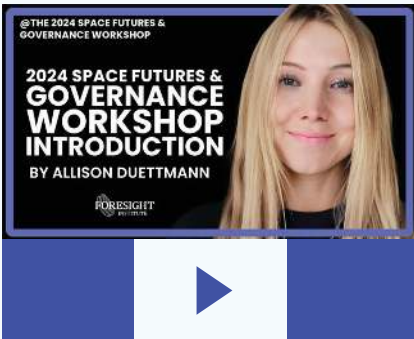 @THE 2024 SPACE FUTURES &
GOVERNANCE WORKSHOP
2024 SPACE FUTURES &
GOVERNANCE
WORKSHOP
INTRODUCTION
BY ALLISON DUETTMANN
FORESIGHT
INSTITUTE